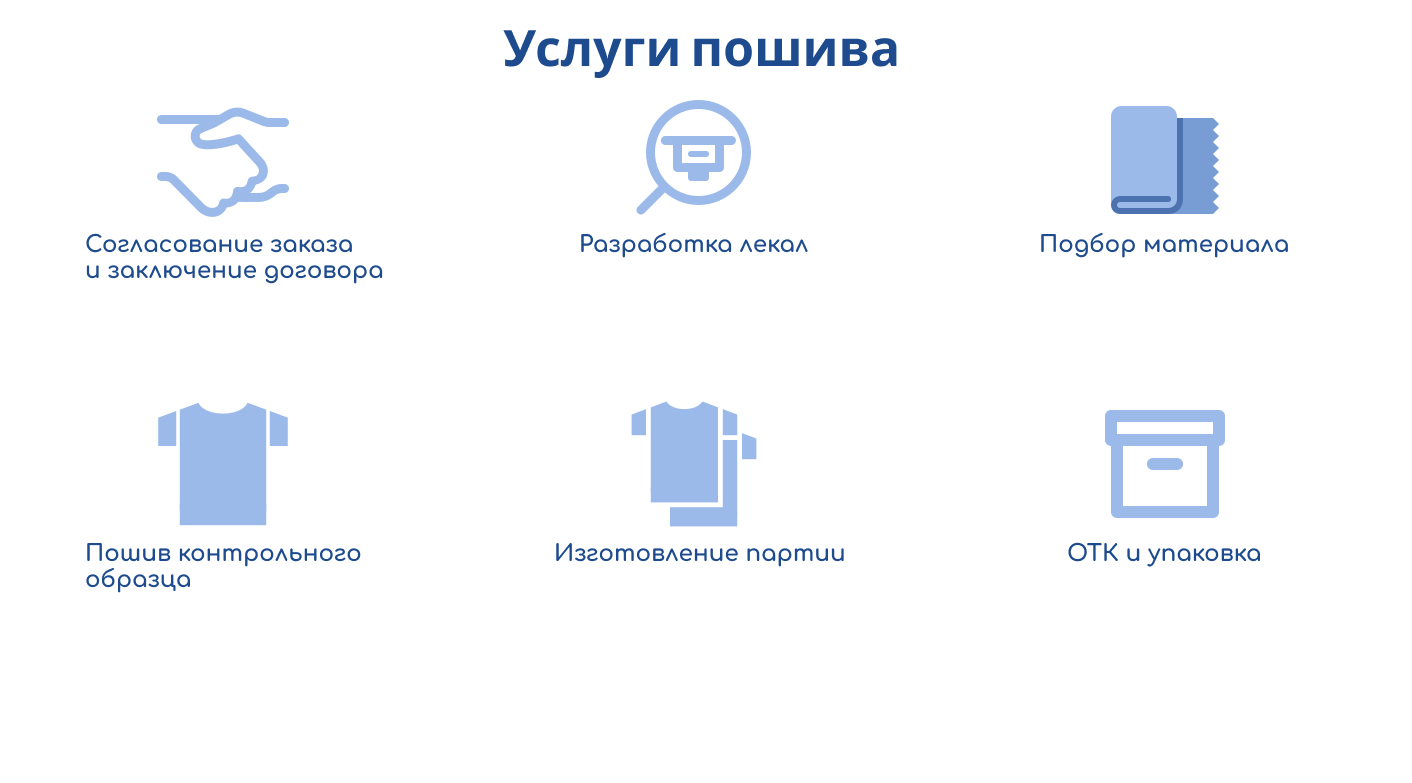 Услуги пошива
Согласование заказа
и заключение договора
Разработка лекал
Подбор материала
Пошив контрольного
образца
Изготовление партии
ОТК и упаковка